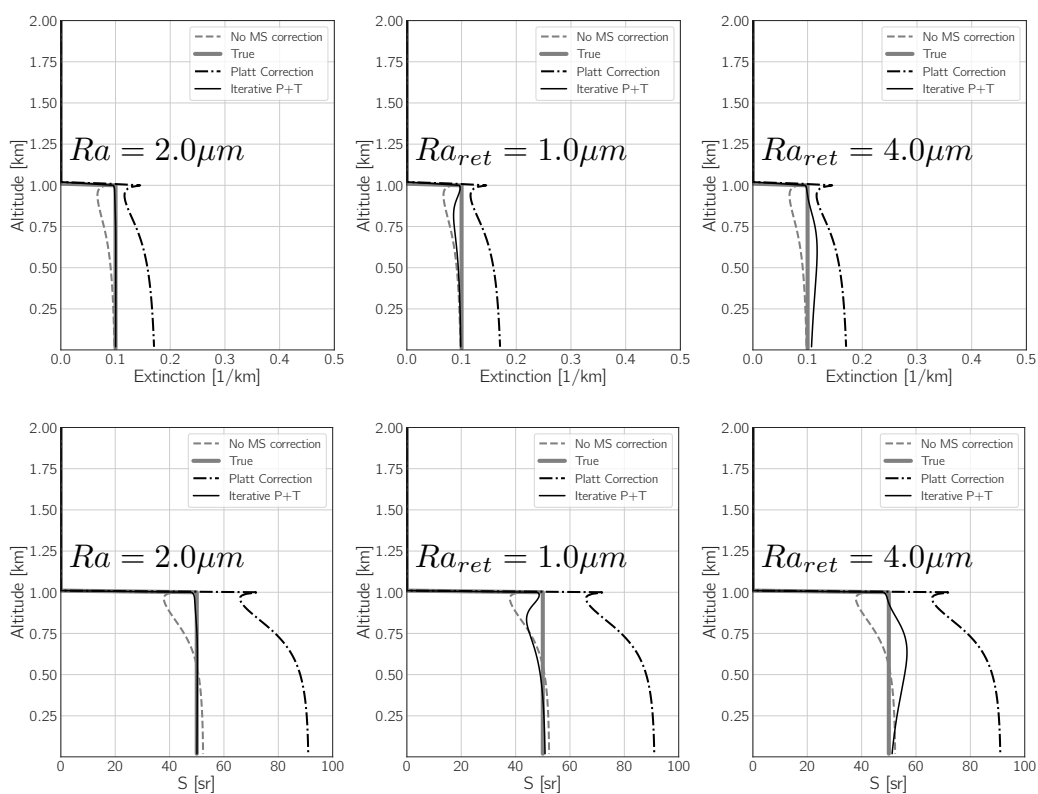 2.00
1.75
1.50
1.25
1.00
0.75
0.50
0.25
Altitude [km]
No MS correction
True
Platt Correction
Iterative P+T
Ra = 2.0μm
0.0 0.1 0.2 0.3 0.4 0.5
Extinction [1/km]
2.00
1.75
1.50
1.25
1.00
0.75
0.50
0.25
Altitude [km]
No MS correction
True
Platt Correction
Iterative P+T
Ra_ret = 1.0μm
0.0 0.1 0.2 0.3 0.4 0.5
Extinction [1/km]
2.00
1.75
1.50
1.25
1.00
0.75
0.50
0.25
Altitude [km]
No MS correction
True
Platt Correction
Iterative P+T
Ra_ret = 4.0μm
0.0 0.1 0.2 0.3 0.4 0.5
Extinction [1/km]
2.00
1.75
1.50
1.25
1.00
0.75
0.50
0.25
Altitude [km]
No MS correction
True
Platt Correction
Iterative P+T
Ra = 2.0μm
0 20 40 60 80 100
S [sr]
2.00
1.75
1.50
1.25
1.00
0.75
0.50
0.25
Altitude [km]
No MS correction
True
Platt Correction
Iterative P+T
Ra_ret = 1.0μm
0 20 40 60 80 100
S [sr]
2.00
1.75
1.50
1.25
1.00
0.75
0.50
0.25
Altitude [km]
No MS correction
True
Platt Correction
Iterative P+T
Ra_ret = 4.0μm
0 20 40 60 80 100
S [sr]